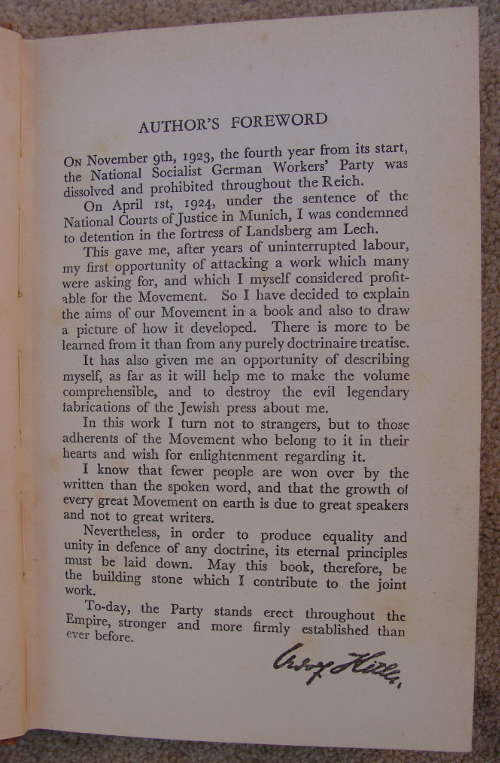 AUTHOR'S FOREWORD
ON November 9th, 1923, the fourth year from its start,
the National Socialist German Workers' Party was
dissolved and prohibited throughout the Reich.
On April 1st, 1924, under the sentence of the
National Courts of Justice in Munich, I was condemned
to detention in the fortress of Landsberg am Lech.
This gave me, after years of uninterrupted labour,
my first opportunity of attacking a work which many
were asking for, and which I myself considered profit-
able for the Movement. So I have decided to explain
the aims of our Movement in a book and also to draw
a picture of how it developed. There is more to be
learned from it than from any purely doctrinaire treatise.
It has also given me an opportunity of describing
myself, as far as it will help me to make the volume
comprehensible, and to destroy the evil legendary
fabrications of the Jewish press about me.
In this work I turn not to strangers, but to those
adherents of the Movement who belong to it in their
hearts and wish for enlightenment regarding it.
I know that fewer people are won over by the
written than the spoken word, and that the growth of
every great Movement on earth is due to great speakers
and not to great writers.
Nevertheless, in order to produce equality and
unity in defence of any doctrine, its eternal principles
must be laid down. May this book, therefore, be
the building stone which I contribute to the joint
work.
To-day, the Party stands erect throughout the
Empire, stronger and more firmly established than
ever before.
Adolf Hitler.